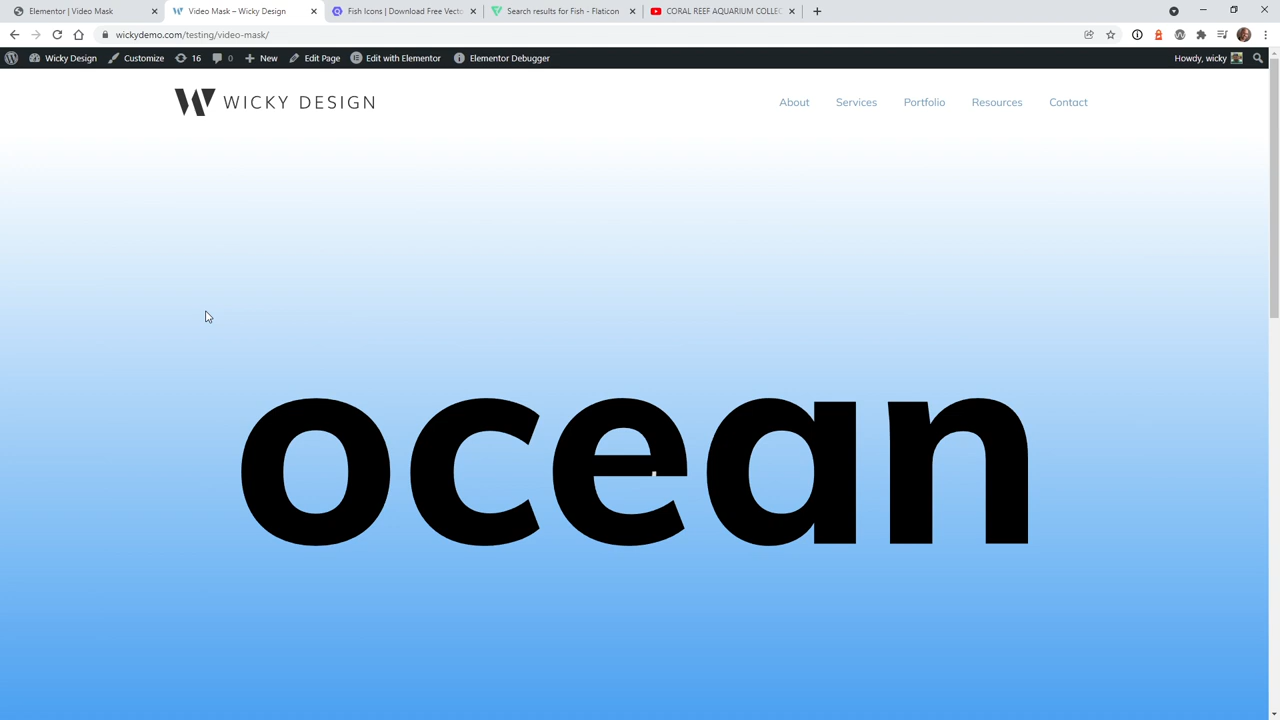 Elementor | Video Mask
Video Mask – Wicky Design
Fish Icons | Download Free Vecto
Search results for Fish - Flaticon
CORAL REEF AQUARIUM COLLEC
wickydemo.com/testing/video-mask/
Wicky Design
Customize
16
0
New
Edit Page
Edit with Elementor
Elementor Debugger
Howdy, wicky
WICKY DESIGN
About
Services
Portfolio
Resources
Contact
ocean